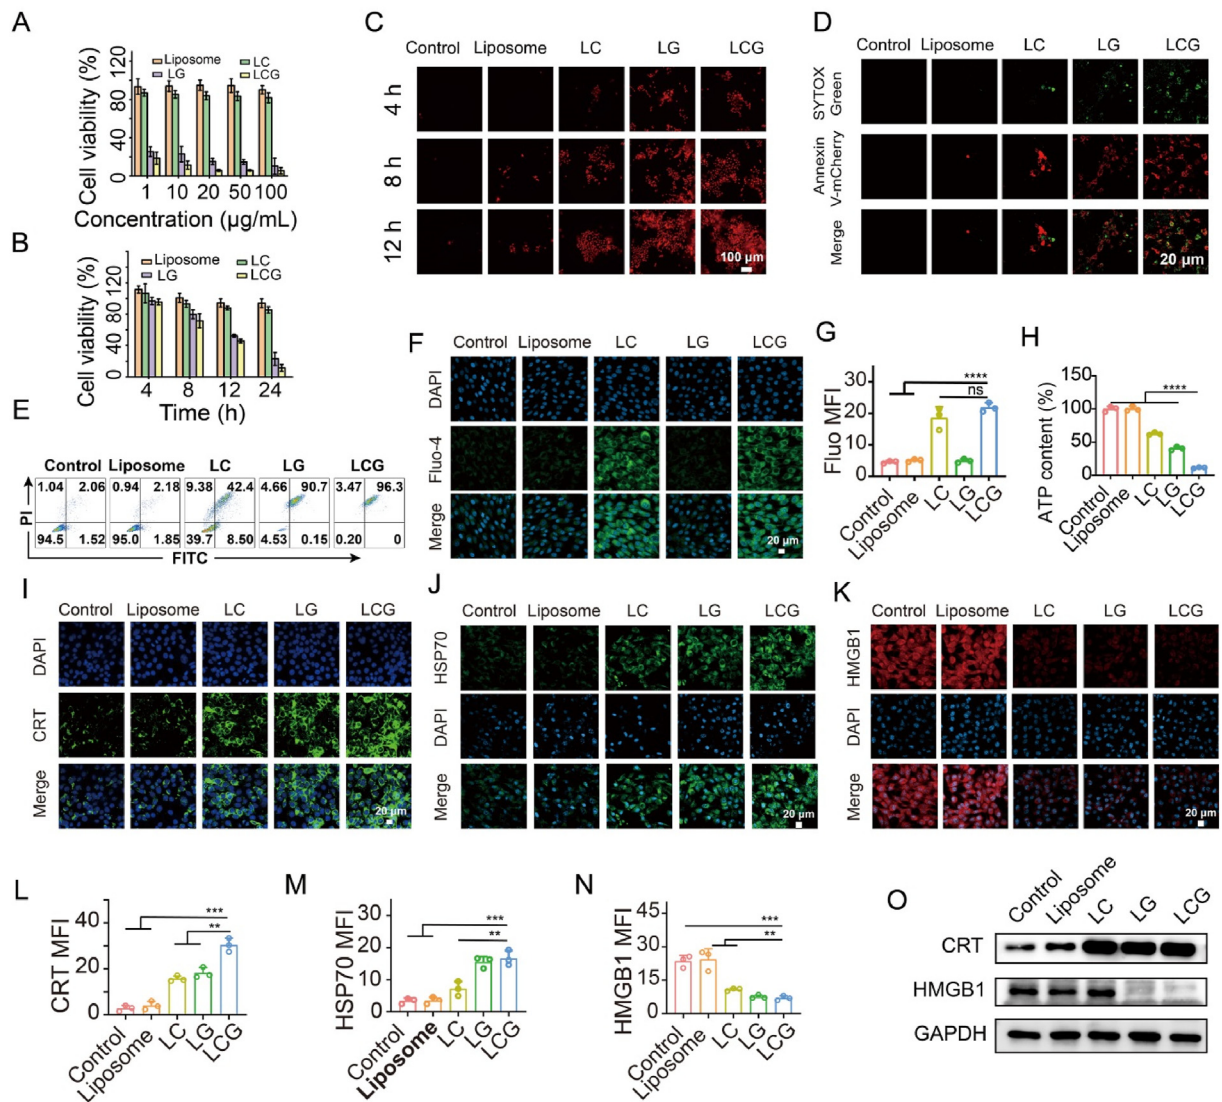 A
Cell viability (%)
120
80
40
0
Liposome
LG
LC
LCG
1 10 20 50 100
Concentration (µg/mL)
B
Cell viability (%)
120
80
40
0
Liposome
LG
LC
LCG
4 8 12 24
Time (h)
C
Control Liposome LC LG LCG
4 h
8 h
12 h
100 µm
D
Control Liposome LC LG LCG
SYTOX
Green
Annexin
V-mCherry
Merge
20 µm
E
Control Liposome LC LG LCG
1.04 2.06 0.94 2.18 9.38 42.4 4.66 90.7 3.47 96.3
PI
94.5 1.52 95.0 1.85 39.7 8.50 4.53 0.15 0.20 0
FITC
F
Control Liposome LC LG LCG
DAPI
Fluo-4
Merge
20 µm
G
Fluo MFI
30
20
10
0
****
ns
Control
Liposome
LC
LG
LCG
H
ATP content (%)
150
100
50
0
****
Control
Liposome
LC
LG
LCG
I
Control Liposome LC LG LCG
DAPI
CRT
Merge
20 µm
J
Control Liposome LC LG LCG
HSP70
DAPI
Merge
20 µm
K
Control Liposome LC LG LCG
HMGB1
DAPI
Merge
20 µm
L
CRT MFI
40
20
0
***
**
Control
Liposome
LC
LG
LCG
M
HSP70 MFI
30
20
10
0
***
**
Control
Liposome
LC
LG
LCG
N
HMGB1 MFI
45
30
15
0
***
**
Control
Liposome
LC
LG
LCG
O
Control
Liposome
LC
LG
LCG
CRT
HMGB1
GAPDH